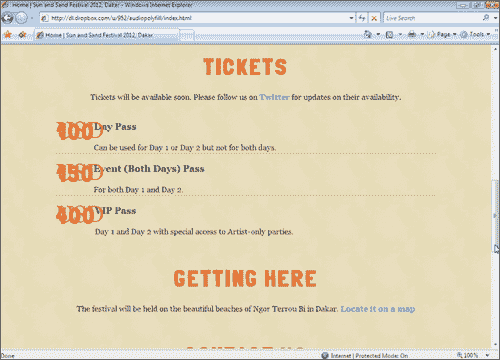 Home | Sun and Sand Festival 2012, Dakar - Windows Internet Explorer
http://dl.dropbox.com/u/952/audiopolyfill/index.html
Live Search
Home | Sun and Sand Festival 2012, Dakar
Page
Tools
TICKETS
Tickets will be available soon. Please follow us on Twitter for updates on their availability.
100 Day Pass
Can be used for Day 1 or Day 2 but not for both days.
150 Event (Both Days) Pass
For both Day 1 and Day 2.
400 VIP Pass
Day 1 and Day 2 with special access to Artist-only parties.
GETTING HERE
The festival will be held on the beautiful beaches of Ngor Terrou Bi in Dakar. Locate it on a map
Done
Internet | Protected Mode: On
100%